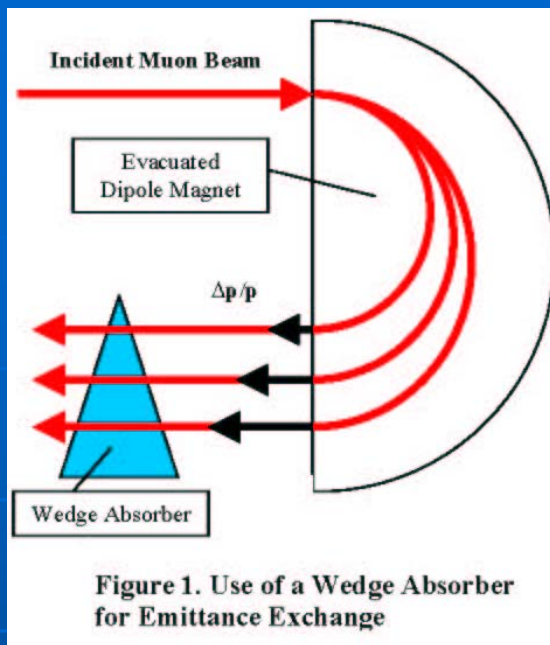 Incident Muon Beam
Evacuated
Dipole Magnet
Δp/p
Wedge Absorber
Figure 1. Use of a Wedge Absorber
for Emittance Exchange